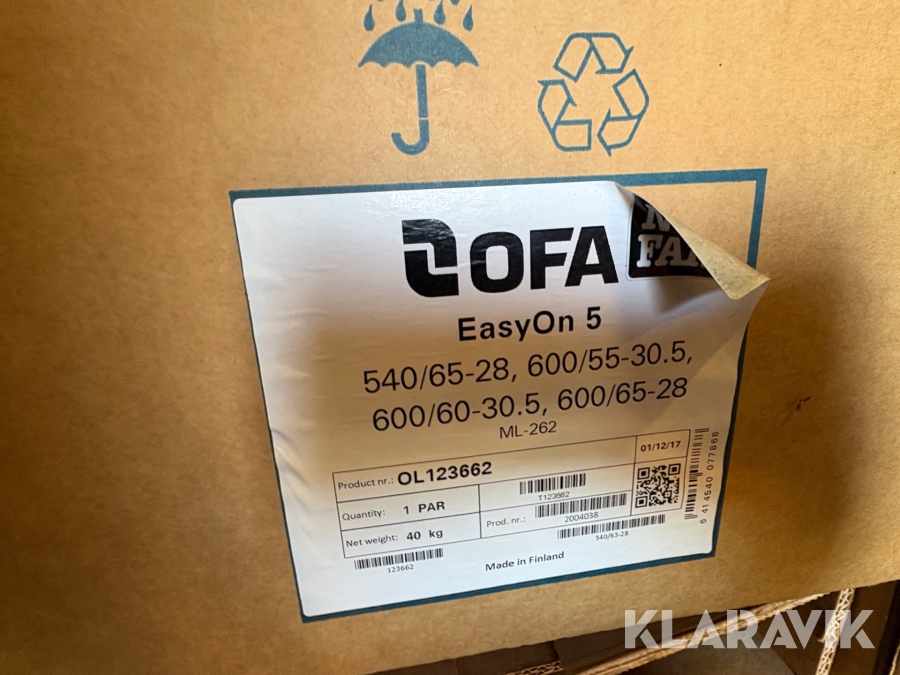 OFA
FA
EasyOn 5
540/65-28, 600/55-30.5,
600/60-30.5, 600/65-28
ML-262
Product nr.: OL123662
01/12/17
Quantity: 1 PAR
T123662
Net weight: 40 kg
Prod. nr.: 2004038
123662
540/65-28
Made in Finland
6 414540 077868
KLARAVIK